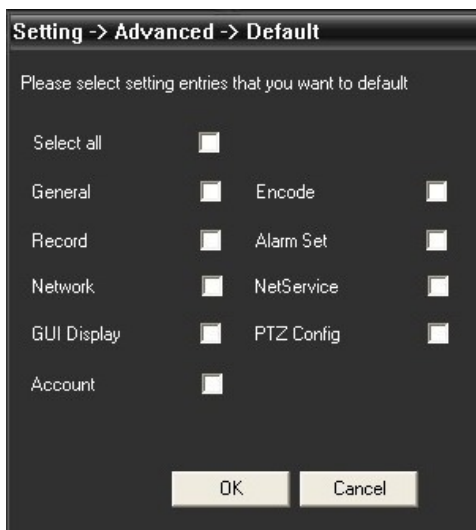 Setting -> Advanced -> Default
Please select setting entries that you want to default
Select all
General Encode
Record Alarm Set
Network NetService
GUI Display PTZ Config
Account
OK Cancel